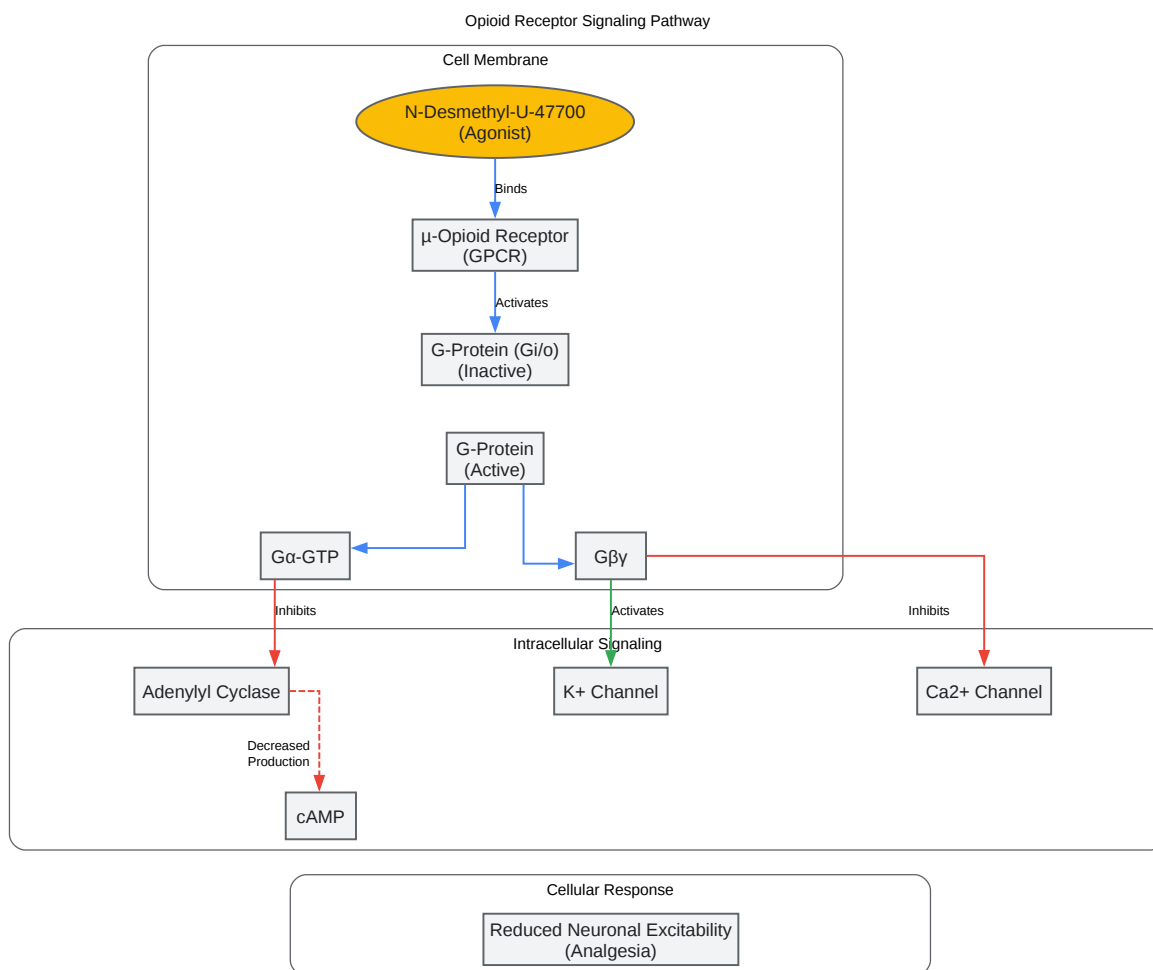 Opioid Receptor Signaling Pathway
Cell Membrane
N-Desmethyl-U-47700
(Agonist)
Binds
µ-Opioid Receptor
(GPCR)
Activates
G-Protein (Gi/o)
(Inactive)
G-Protein
(Active)
Gα-GTP
Gβγ
Inhibits
Activates
Inhibits
Intracellular Signaling
Adenylyl Cyclase
K+ Channel
Ca2+ Channel
Decreased
Production
cAMP
Cellular Response
Reduced Neuronal Excitability
(Analgesia)